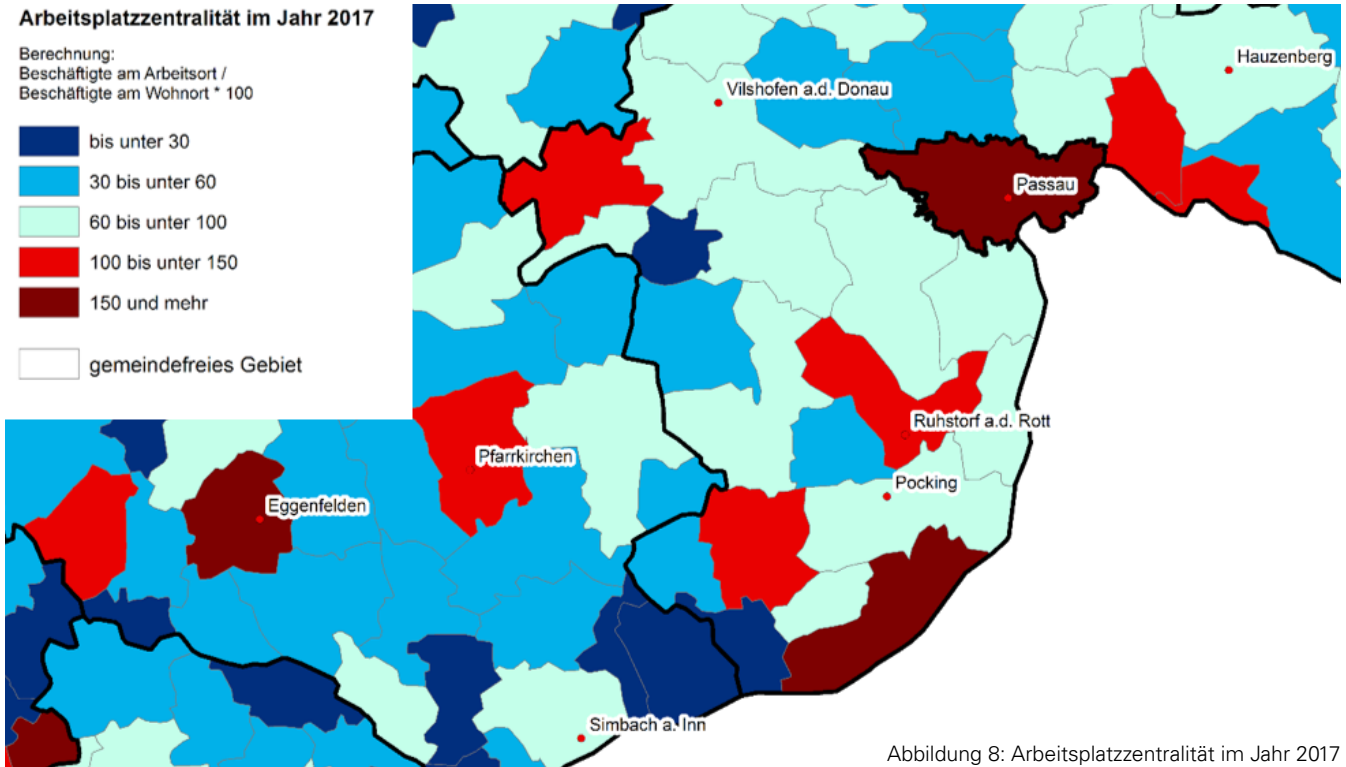 Arbeitsplatzzentralität im Jahr 2017
Berechnung:
Beschäftigte am Arbeitsort /
Beschäftigte am Wohnort * 100
bis unter 30
30 bis unter 60
60 bis unter 100
100 bis unter 150
150 und mehr
gemeindefreies Gebiet
Hauzenberg
Vilshofen a.d. Donau
Passau
Ruhstorf a.d. Rott
Pfarrkirchen
Pocking
Eggenfelden
Simbach a. Inn
Abbildung 8: Arbeitsplatzzentralität im Jahr 2017